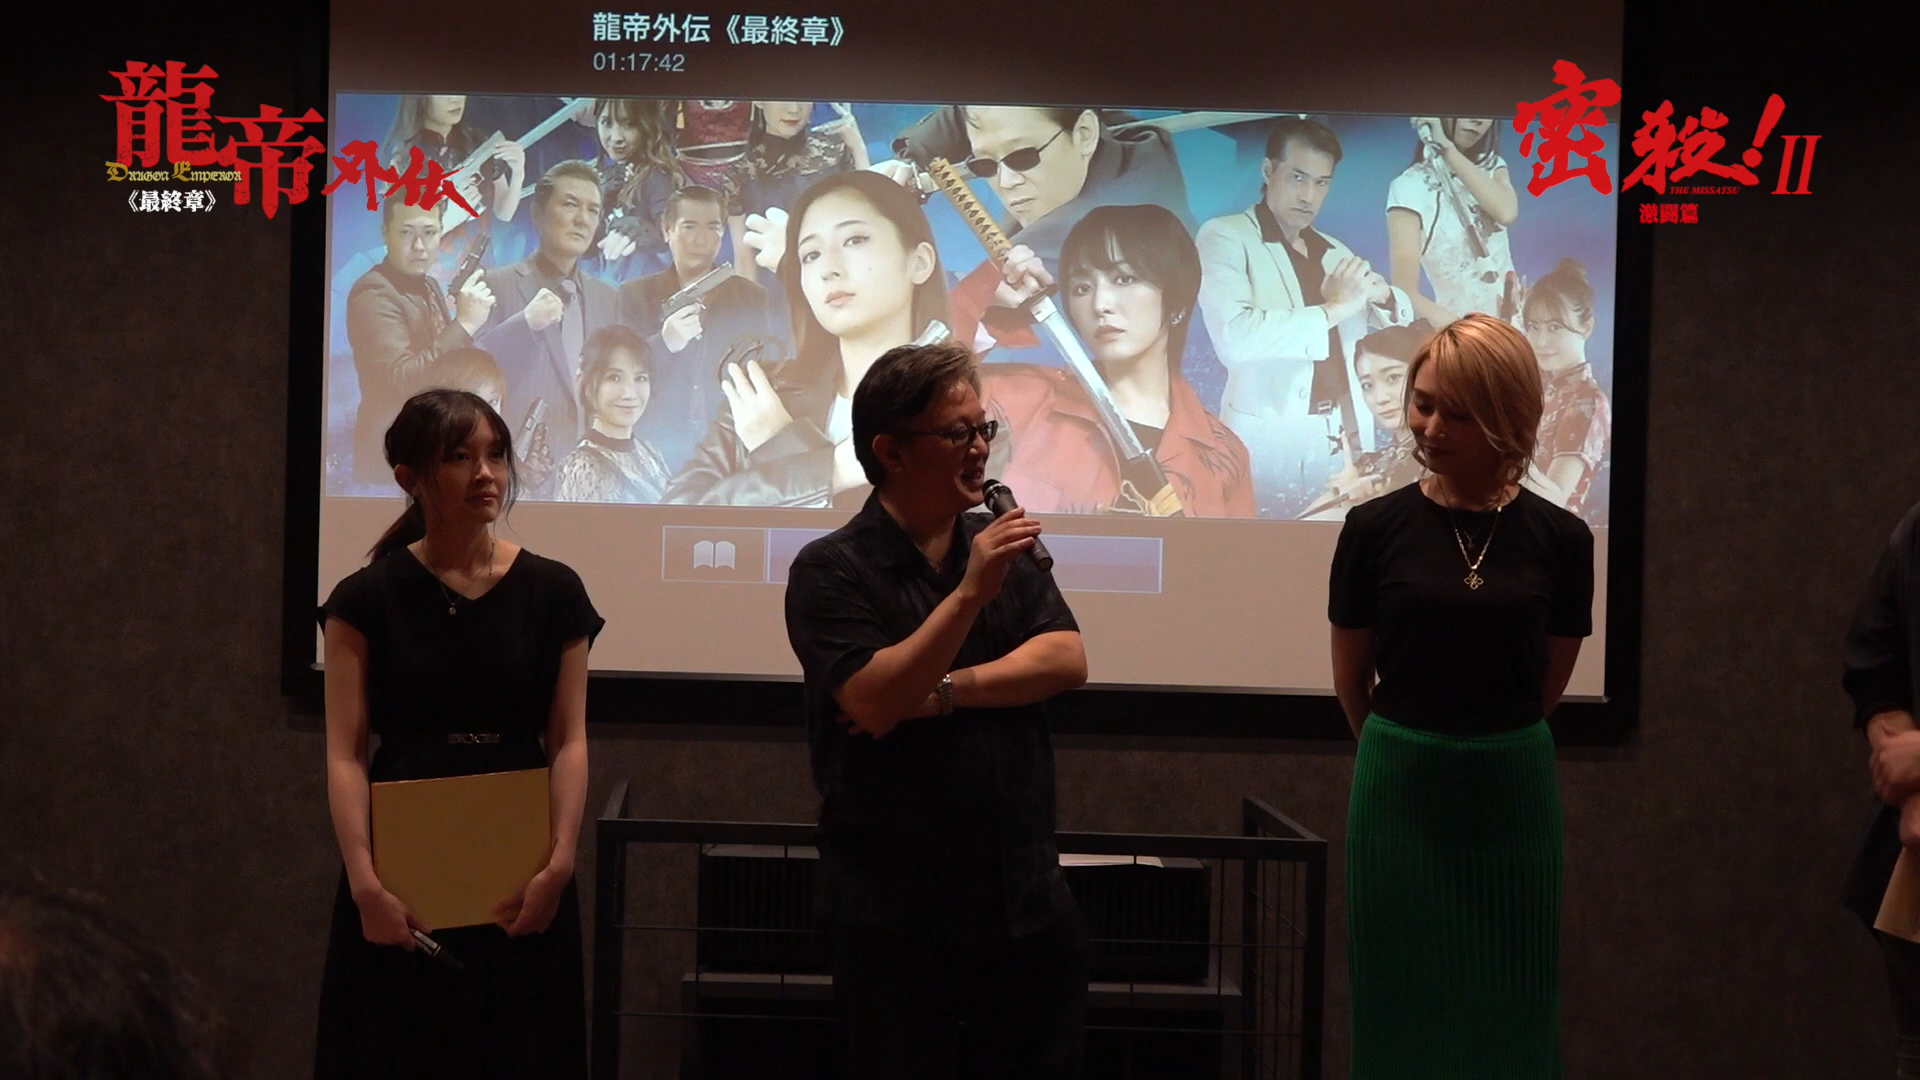 龍帝外伝《最終章》
01:17:42
龍帝外伝
DRAGON EMPEROR
《最終章》
密殺!II
THE MISSATSU
激闘篇